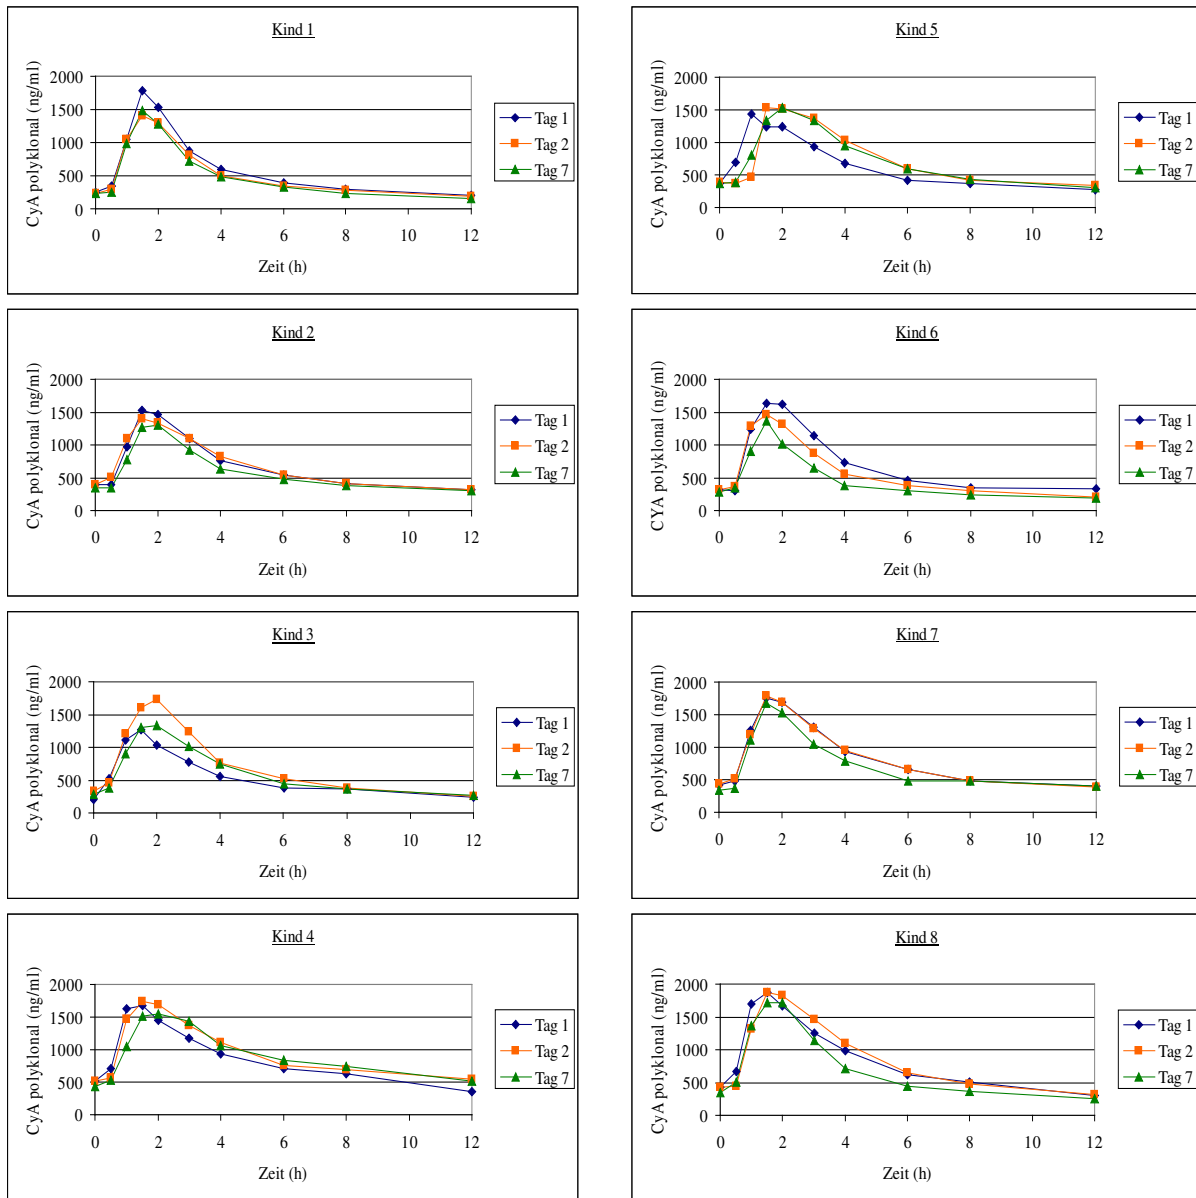 Kind 1
CyA polyklonal (ng/ml)
2000
1500
1000
500
0
0 2 4 6 8 10 12
Zeit (h)
Tag 1
Tag 2
Tag 7
Kind 5
CyA polyklonal (ng/ml)
2000
1500
1000
500
0
0 2 4 6 8 10 12
Zeit (h)
Tag 1
Tag 2
Tag 7
Kind 2
CyA polyklonal (ng/ml)
2000
1500
1000
500
0
0 2 4 6 8 10 12
Zeit (h)
Tag 1
Tag 2
Tag 7
Kind 6
CYA polyklonal (ng/ml)
2000
1500
1000
500
0
0 2 4 6 8 10 12
Zeit (h)
Tag 1
Tag 2
Tag 7
Kind 3
CyA polyklonal (ng/ml)
2000
1500
1000
500
0
0 2 4 6 8 10 12
Zeit (h)
Tag 1
Tag 2
Tag 7
Kind 7
CyA polyklonal (ng/ml)
2000
1500
1000
500
0
0 2 4 6 8 10 12
Zeit (h)
Tag 1
Tag 2
Tag 7
Kind 4
CyA polyklonal (ng/ml)
2000
1500
1000
500
0
0 2 4 6 8 10 12
Zeit (h)
Tag 1
Tag 2
Tag 7
Kind 8
CyA polyklonal (ng/ml)
2000
1500
1000
500
0
0 2 4 6 8 10 12
Zeit (h)
Tag 1
Tag 2
Tag 7